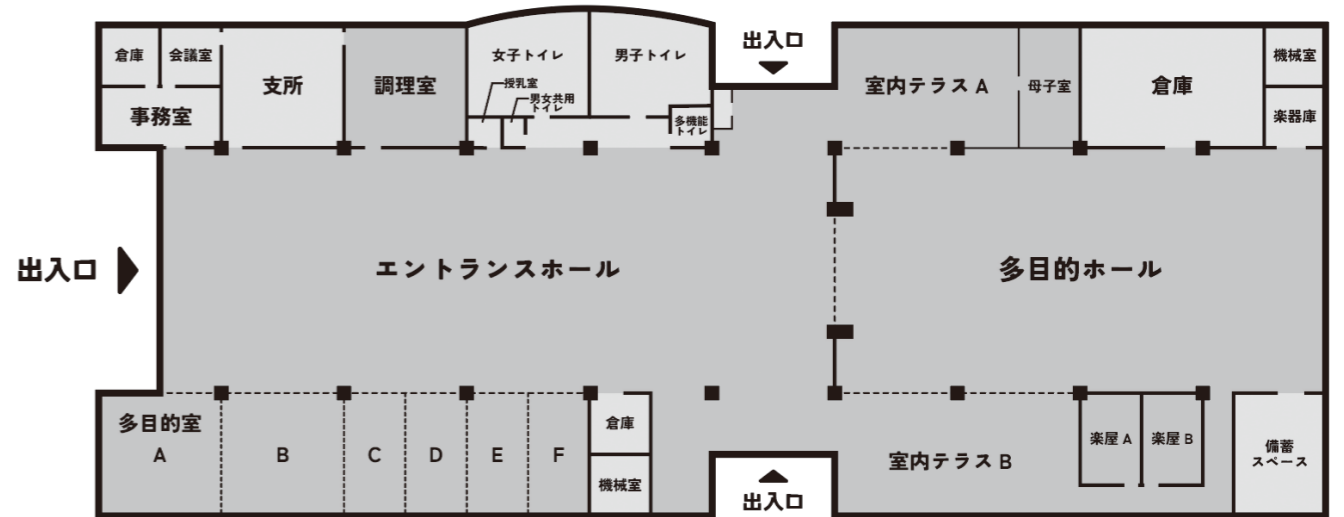 倉庫
会議室
事務室
支所
調理室
女子トイレ
授乳室
男女共用
トイレ
男子トイレ
多機能
トイレ
出入口
室内テラス A
母子室
倉庫
機械室
楽器庫
出入口
エントランスホール
多目的ホール
多目的室
A
B
C
D
E
F
倉庫
機械室
出入口
室内テラス B
楽屋 A
楽屋 B
備蓄
スペース